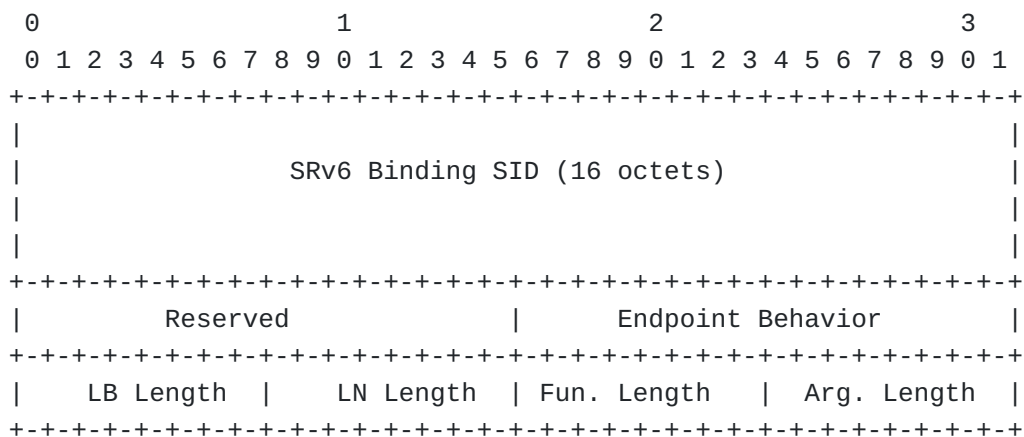 0                   1                   2                   3
 0 1 2 3 4 5 6 7 8 9 0 1 2 3 4 5 6 7 8 9 0 1 2 3 4 5 6 7 8 9 0 1
+-+-+-+-+-+-+-+-+-+-+-+-+-+-+-+-+-+-+-+-+-+-+-+-+-+-+-+-+-+-+-+-+
|                                                               |
|                 SRv6 Binding SID (16 octets)                  |
|                                                               |
|                                                               |
+-+-+-+-+-+-+-+-+-+-+-+-+-+-+-+-+-+-+-+-+-+-+-+-+-+-+-+-+-+-+-+-+
|         Reserved              |      Endpoint Behavior        |
+-+-+-+-+-+-+-+-+-+-+-+-+-+-+-+-+-+-+-+-+-+-+-+-+-+-+-+-+-+-+-+-+
|    LB Length  |    LN Length  | Fun. Length   |  Arg. Length  |
+-+-+-+-+-+-+-+-+-+-+-+-+-+-+-+-+-+-+-+-+-+-+-+-+-+-+-+-+-+-+-+-+